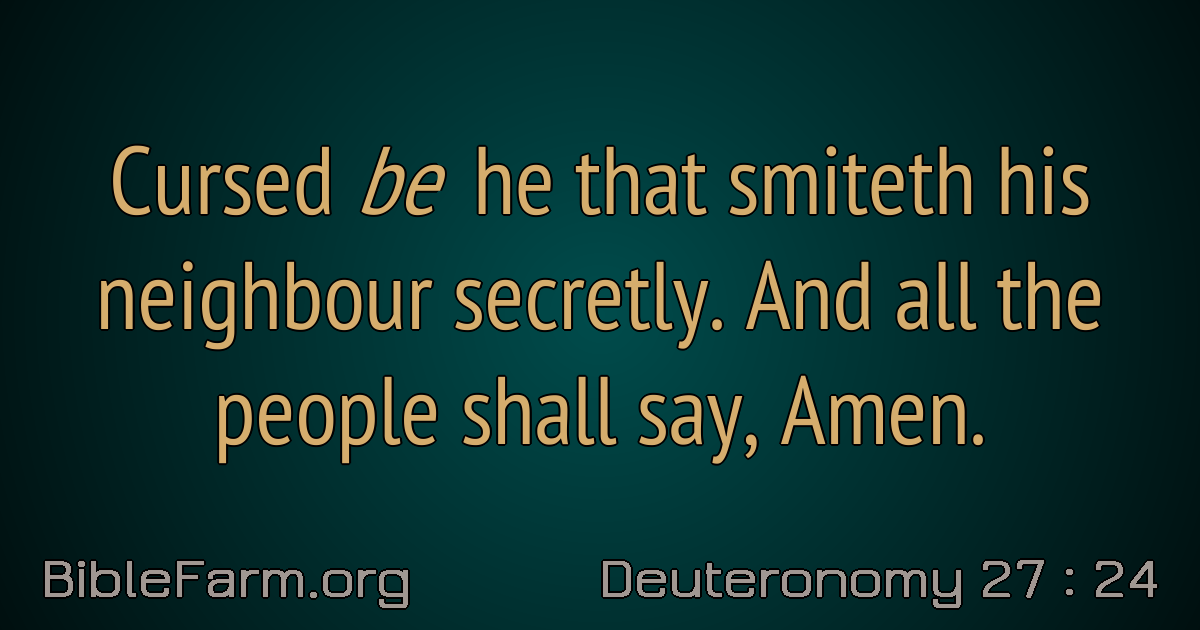 Cursed be he that smiteth his
neighbour secretly. And all the
people shall say, Amen.
BibleFarm.org
Deuteronomy 27 : 24